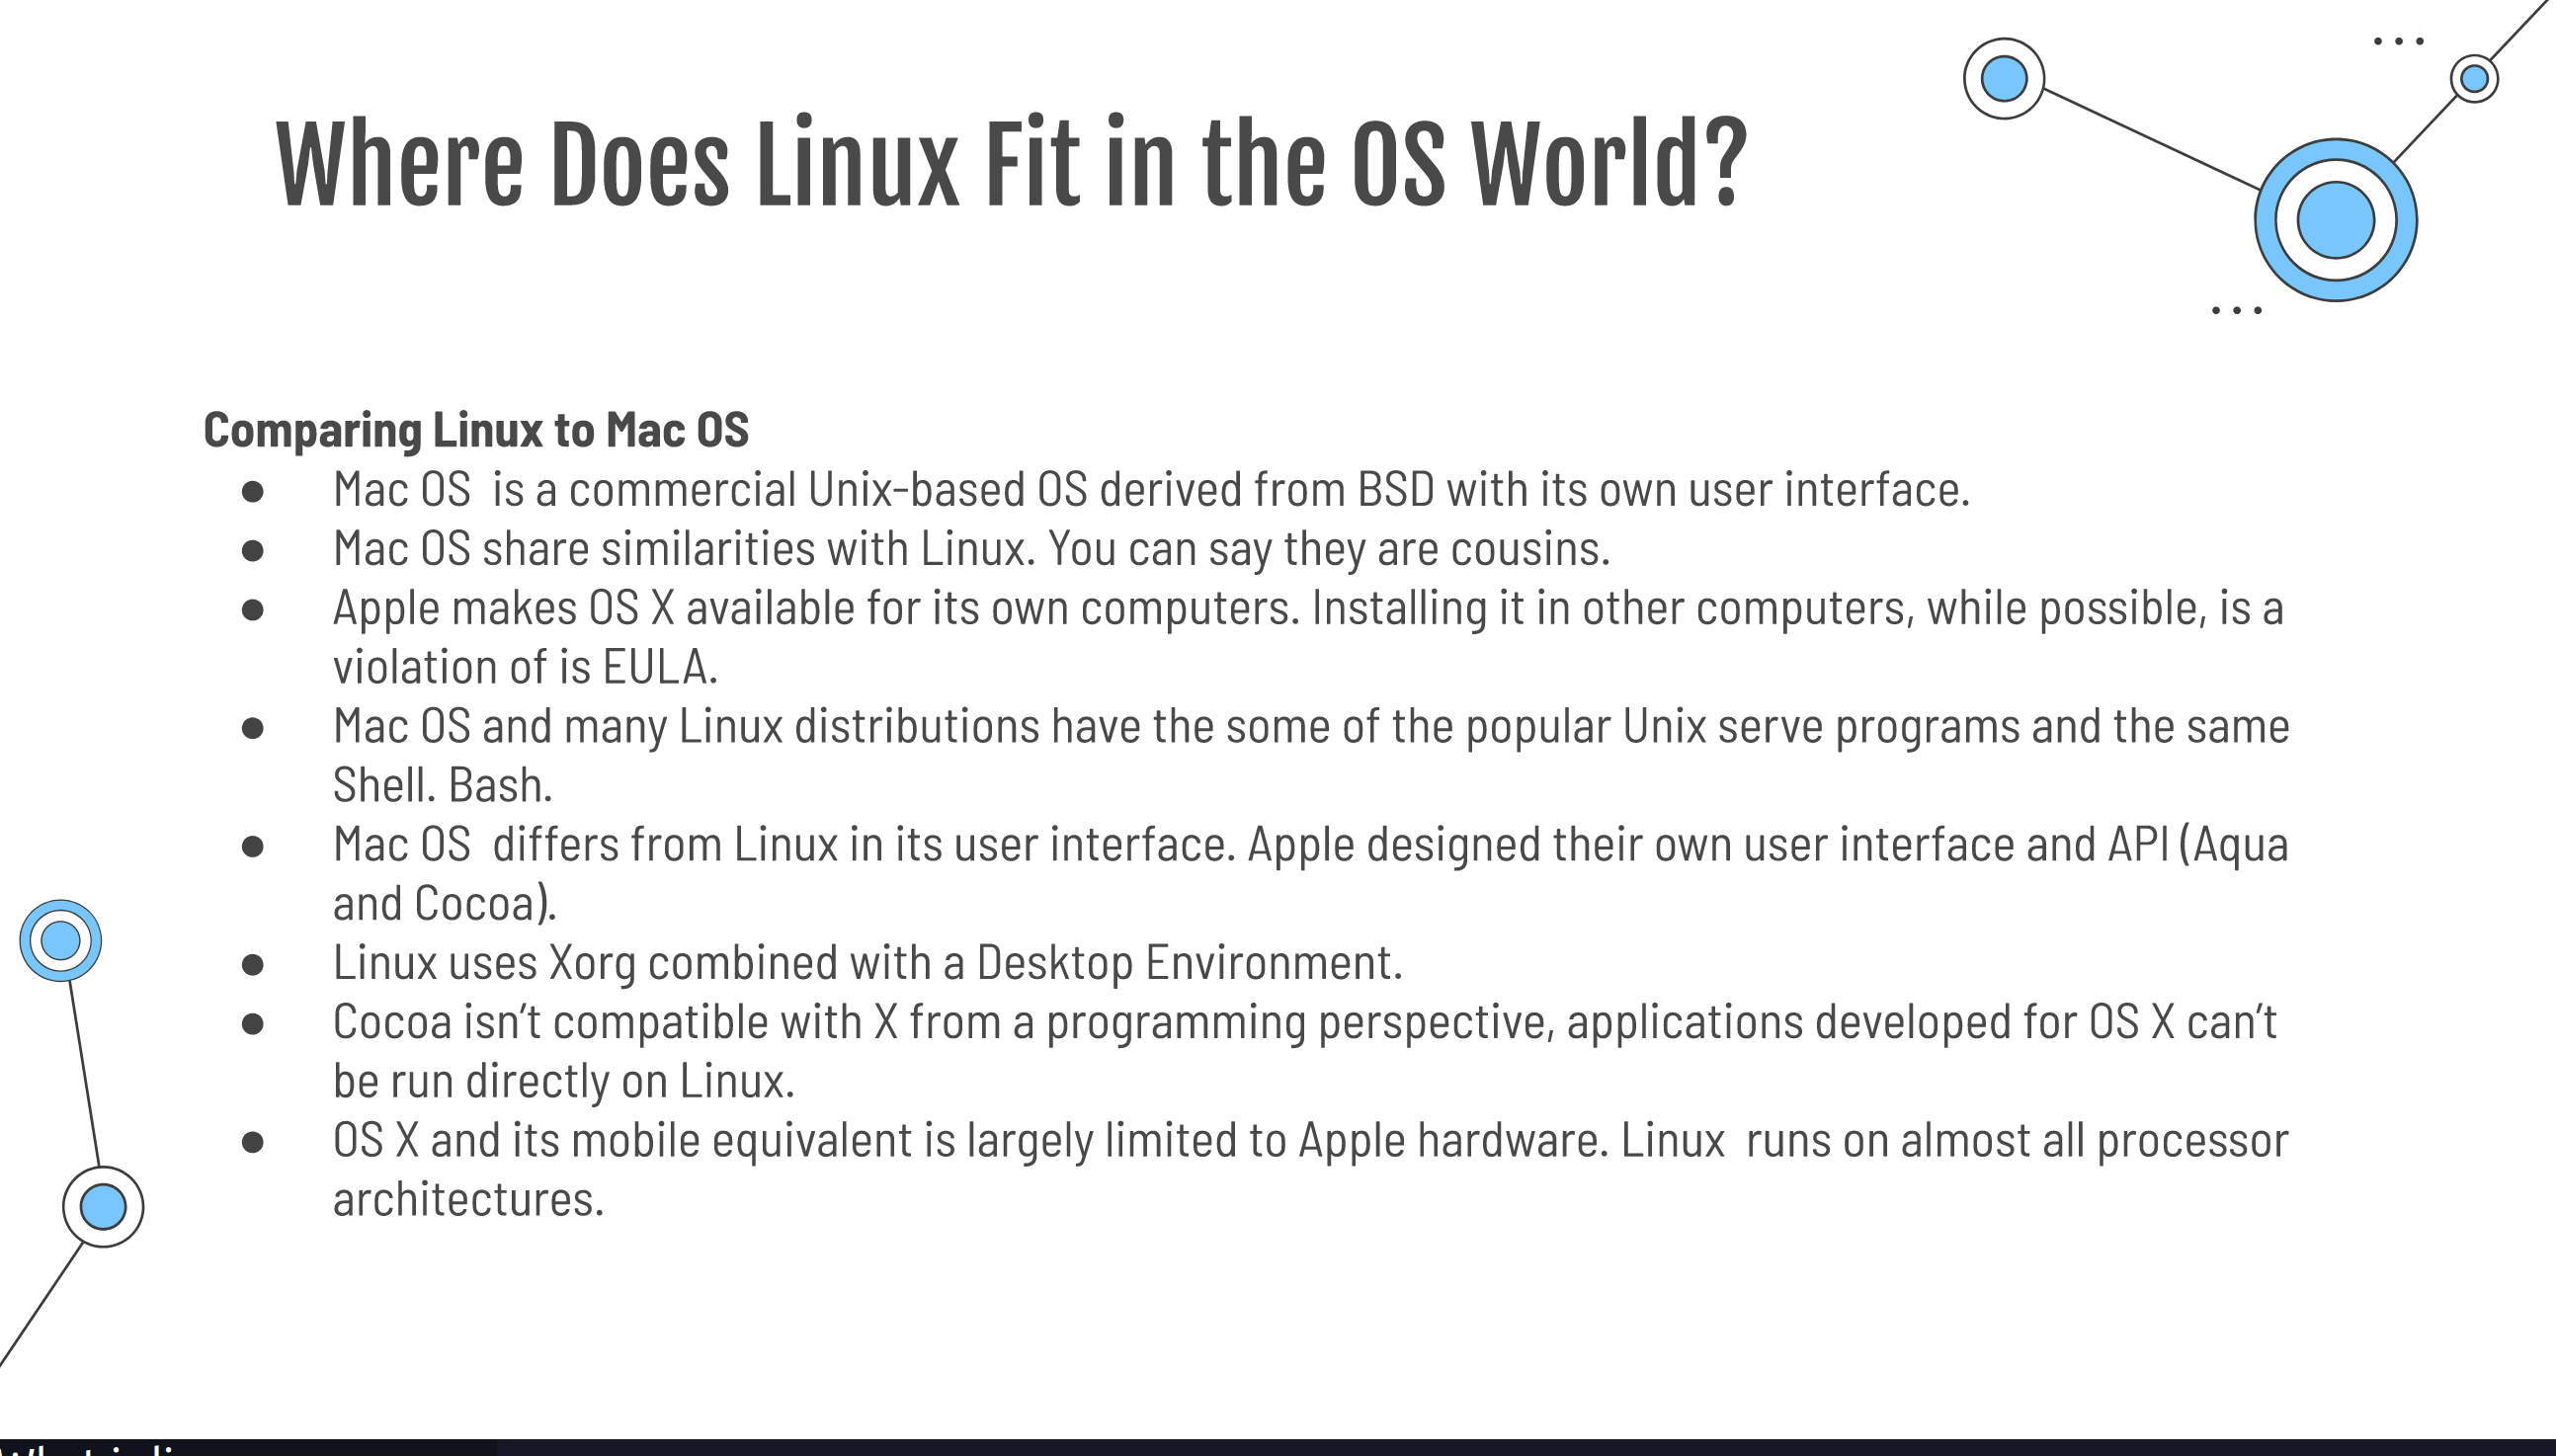 Where Does Linux Fit in the OS World?
Comparing Linux to Mac OS
● Mac OS  is a commercial Unix-based OS derived from BSD with its own user interface.
● Mac OS share similarities with Linux. You can say they are cousins.
● Apple makes OS X available for its own computers. Installing it in other computers, while possible, is a
violation of is EULA.
● Mac OS and many Linux distributions have the some of the popular Unix serve programs and the same
Shell. Bash.
● Mac OS  differs from Linux in its user interface. Apple designed their own user interface and API (Aqua
and Cocoa).
● Linux uses Xorg combined with a Desktop Environment.
● Cocoa isn’t compatible with X from a programming perspective, applications developed for OS X can’t
be run directly on Linux.
● OS X and its mobile equivalent is largely limited to Apple hardware. Linux  runs on almost all processor
architectures.